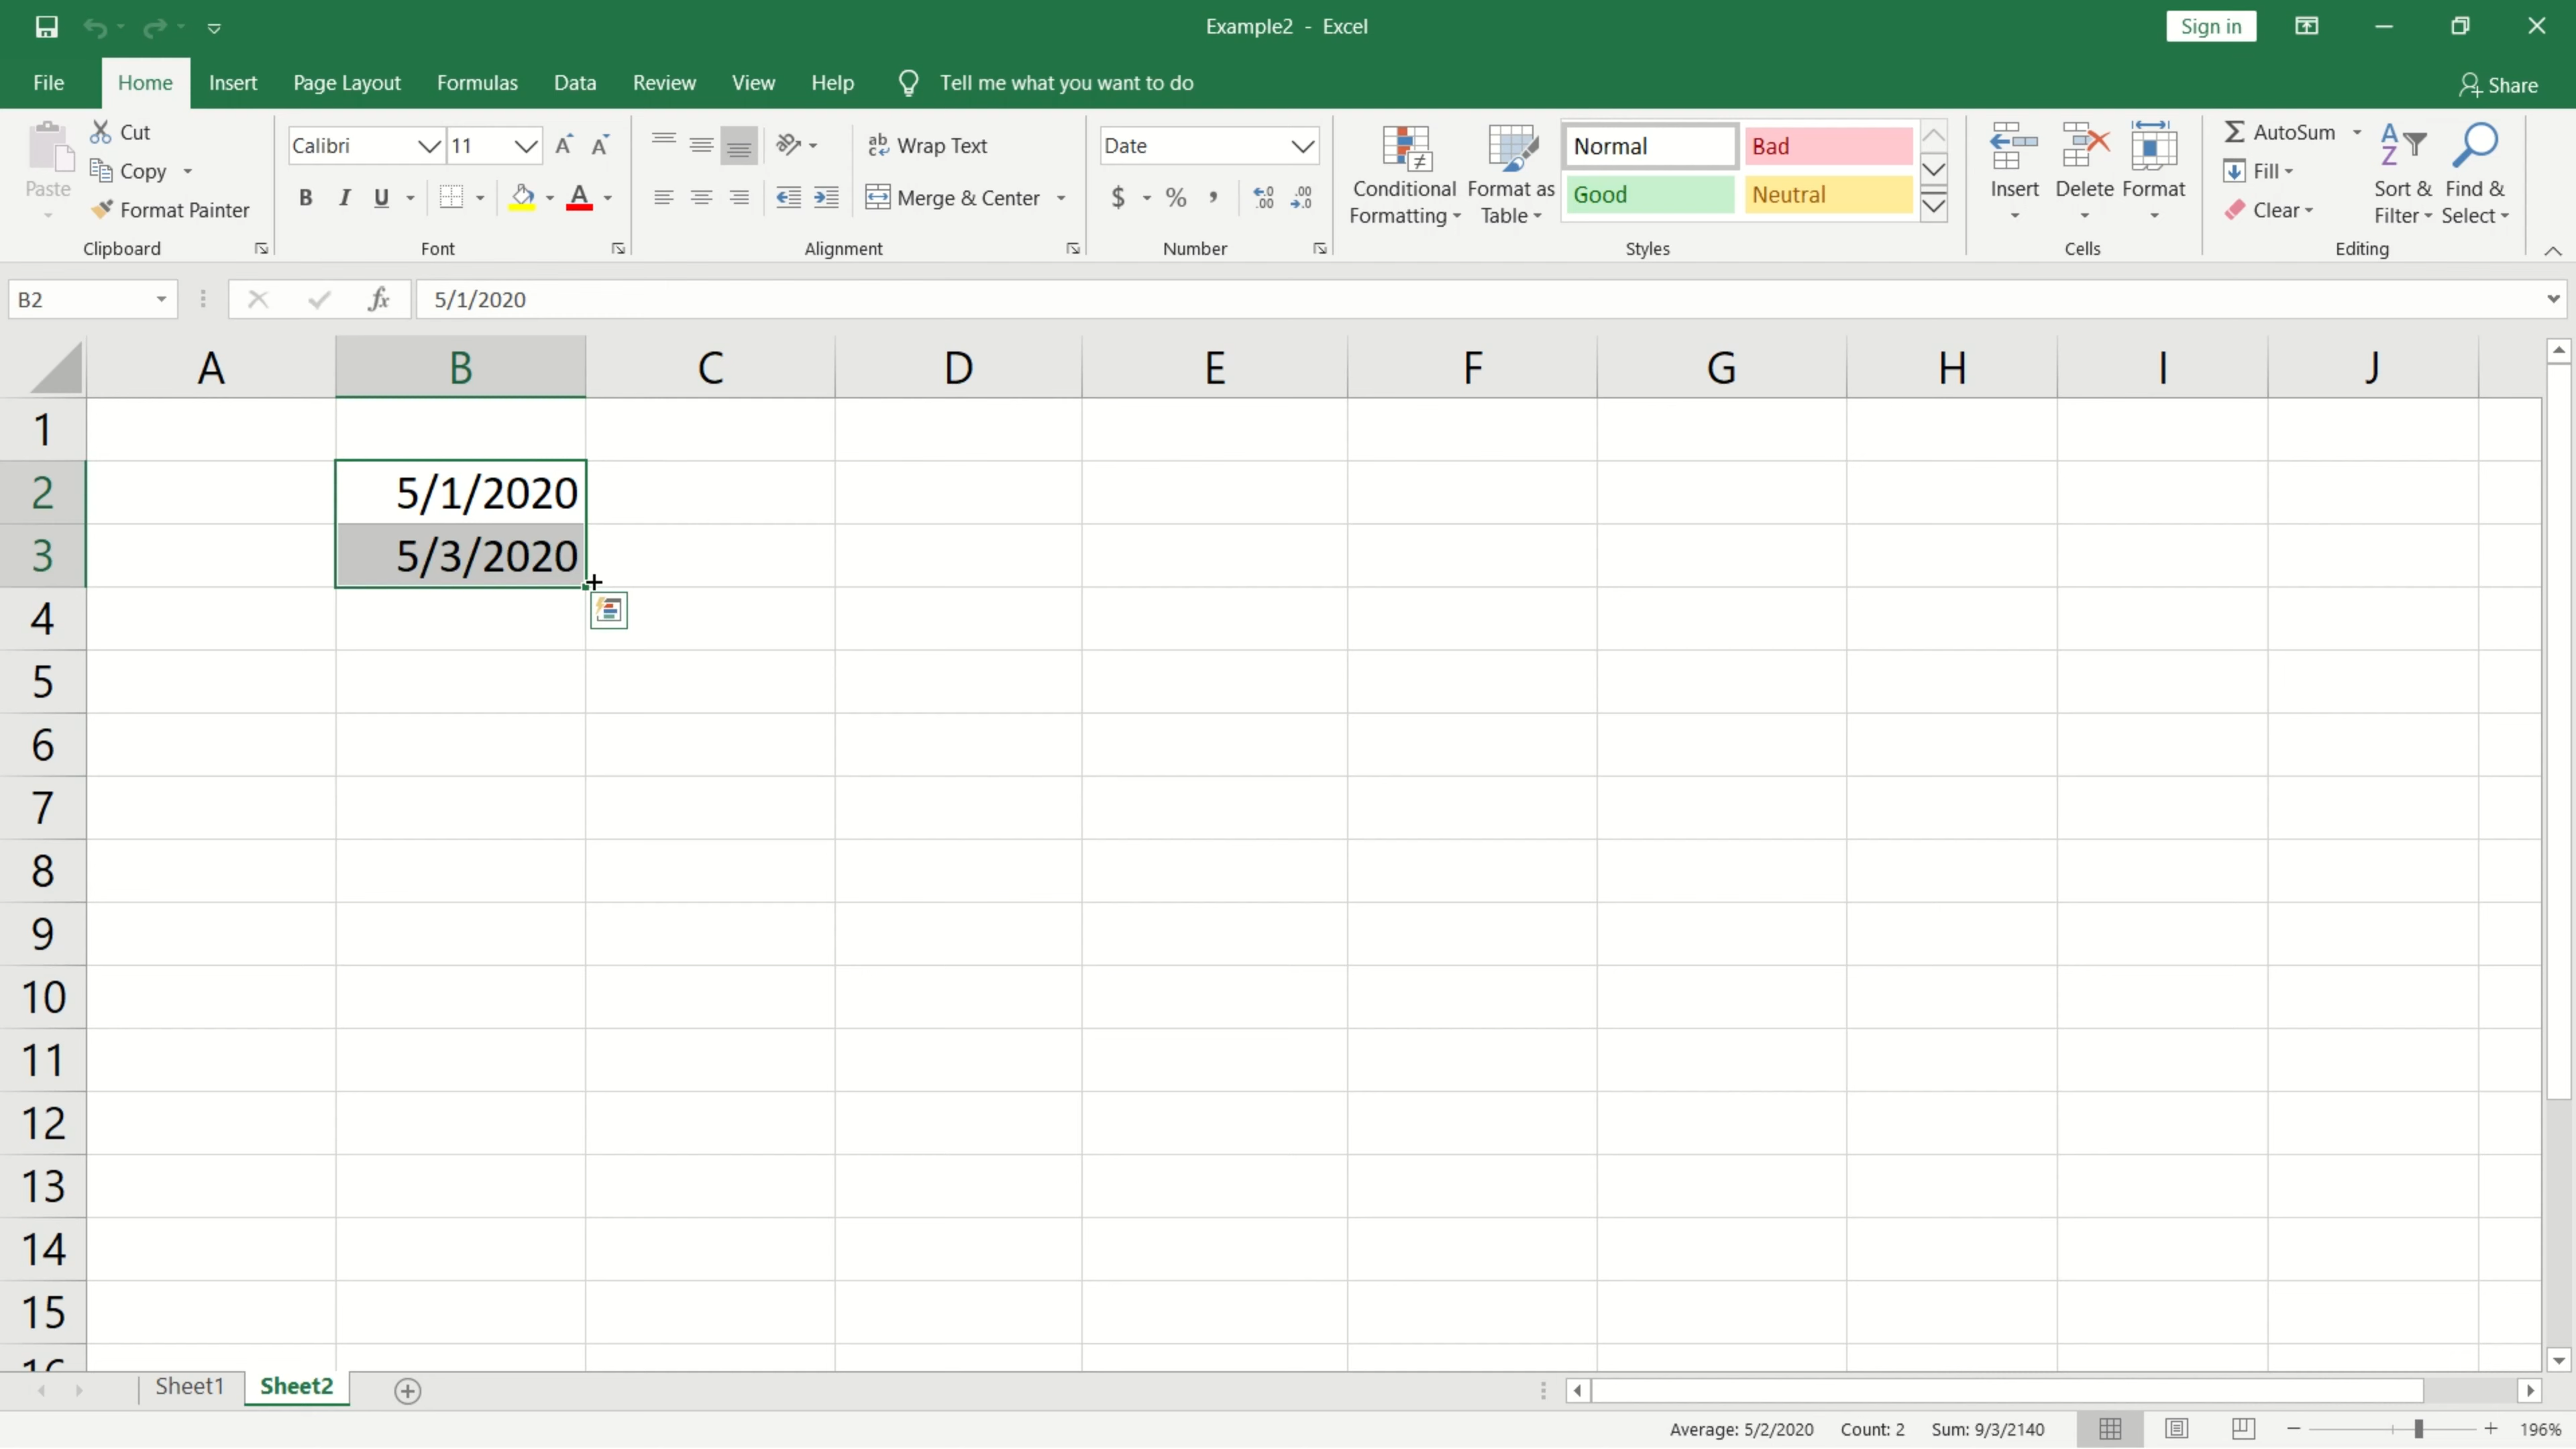 Example2 - Excel
Sign in
File Home Insert Page Layout Formulas Data Review View Help Tell me what you want to do Share
Paste
Cut
Copy
Format Painter
Clipboard
Calibri 11
B I U
Font
Wrap Text
Merge & Center
Alignment
Date
$ % ,
Number
Conditional
Formatting
Format as
Table
Normal Bad
Good Neutral
Styles
Insert Delete Format
Cells
AutoSum
Fill
Clear
Sort &
Filter
Find &
Select
Editing
B2 fx 5/1/2020
A B C D E F G H I J
1
2 5/1/2020
3 5/3/2020
4
5
6
7
8
9
10
11
12
13
14
15
16
Sheet1 Sheet2
Average: 5/2/2020 Count: 2 Sum: 9/3/2140 196%